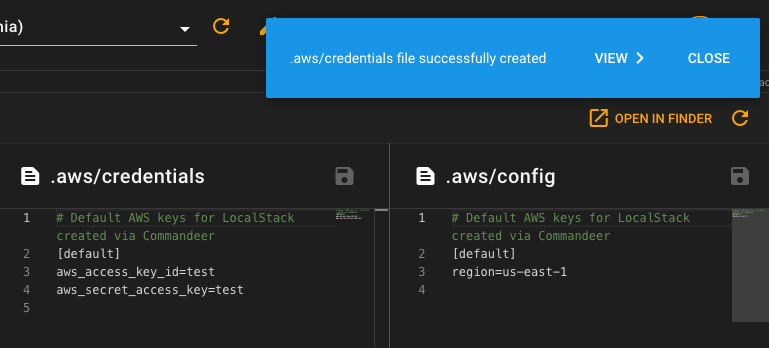 nia)
.aws/credentials file successfully created
VIEW
CLOSE
OPEN IN FINDER
.aws/credentials
1 # Default AWS keys for LocalStack
created via Commandeer
2 [default]
3 aws_access_key_id=test
4 aws_secret_access_key=test
5
.aws/config
1 # Default AWS keys for LocalStack
created via Commandeer
2 [default]
3 region=us-east-1
4